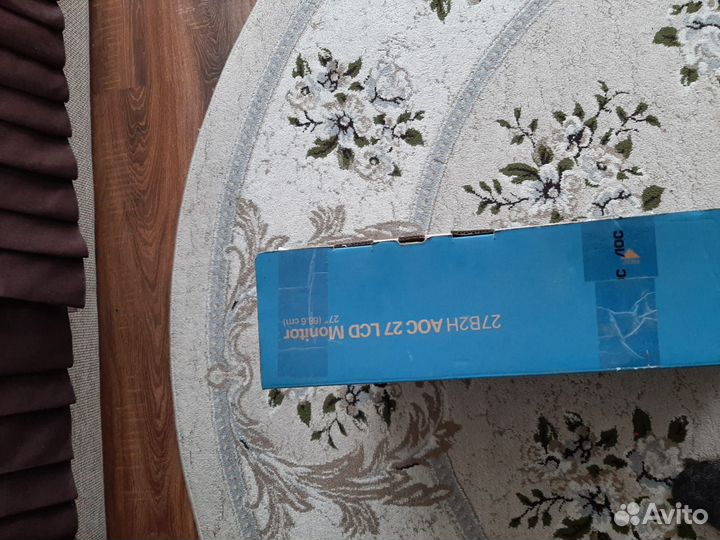 27B2H AOC 27 LCD Monitor
27" (68.6 cm)
AOC
Avito